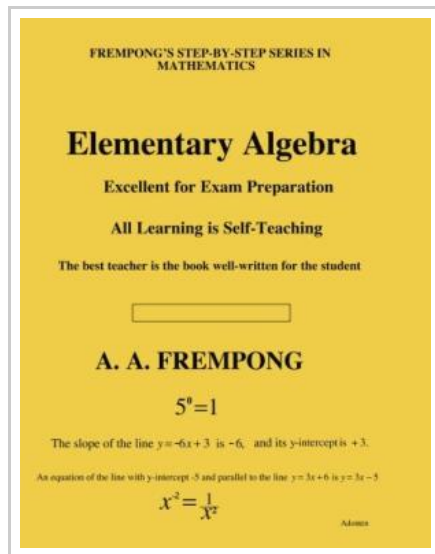 FREMPONG'S STEP-BY-STEP SERIES IN
MATHEMATICS
Elementary Algebra
Excellent for Exam Preparation
All Learning is Self-Teaching
The best teacher is the book well-written for the student
A. A. FREMPONG
5⁰=1
The slope of the line y = -6x + 3 is -6, and its y-intercept is +3.
An equation of the line with y-intercept -5 and parallel to the line y = 3x + 6 is y = 3x - 5
x⁻² = 1/x²
Adonten